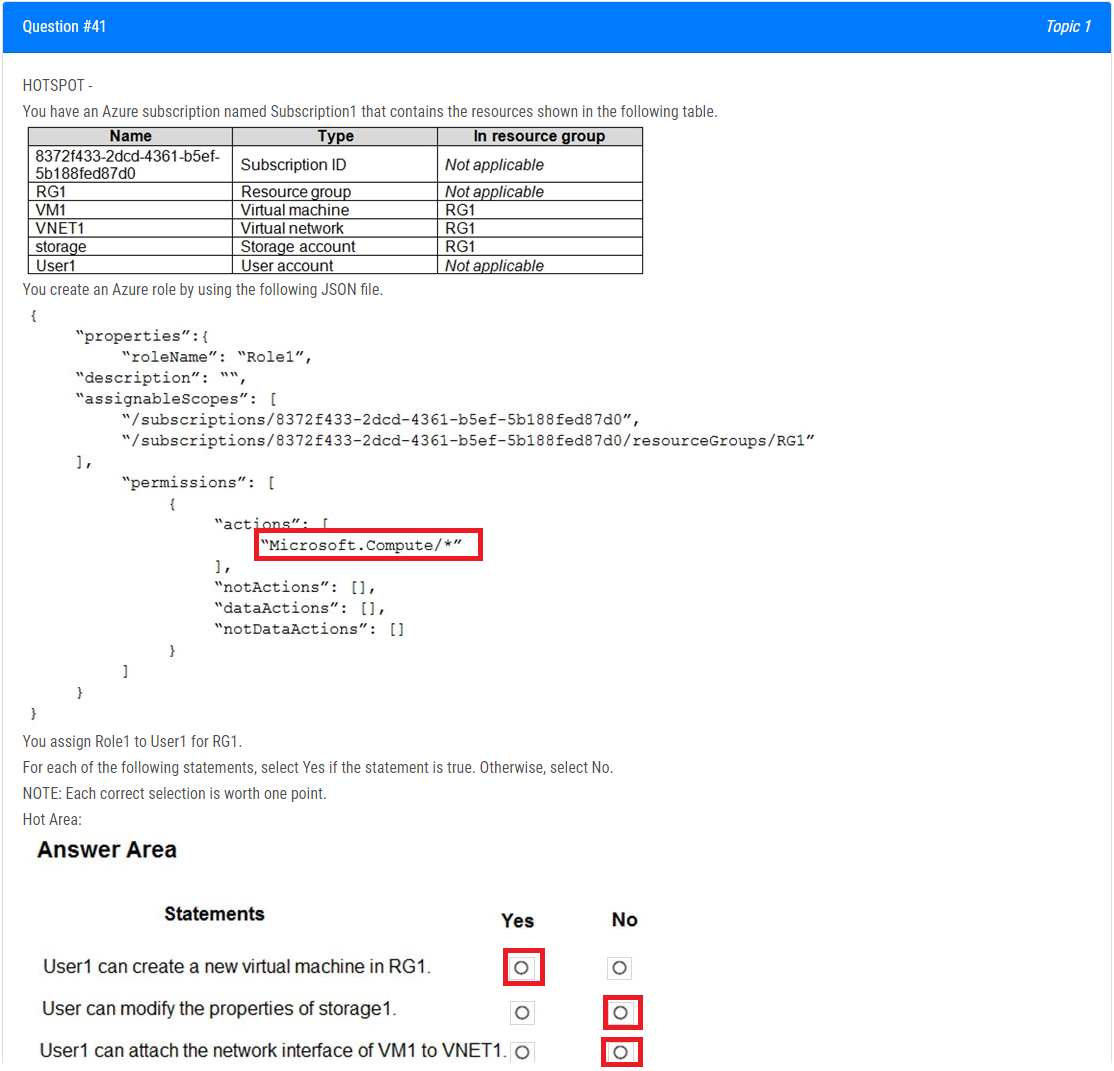 Question #41
Topic 1
HOTSPOT -
You have an Azure subscription named Subscription1 that contains the resources shown in the following table.
Name Type In resource group
8372f433-2dcd-4361-b5ef-
5b188fed87d0 Subscription ID Not applicable
RG1 Resource group Not applicable
VM1 Virtual machine RG1
VNET1 Virtual network RG1
storage Storage account RG1
User1 User account Not applicable
You create an Azure role by using the following JSON file.
{
“properties”:{
“roleName”: “Role1”,
“description”: “”,
“assignableScopes”: [
“/subscriptions/8372f433-2dcd-4361-b5ef-5b188fed87d0”,
“/subscriptions/8372f433-2dcd-4361-b5ef-5b188fed87d0/resourceGroups/RG1”
],
“permissions”: [
{
“actions”: [
“Microsoft.Compute/*”
],
“notActions”: [],
“dataActions”: [],
“notDataActions”: []
}
]
}
}
You assign Role1 to User1 for RG1.
For each of the following statements, select Yes if the statement is true. Otherwise, select No.
NOTE: Each correct selection is worth one point.
Hot Area:
Answer Area
Statements Yes No
User1 can create a new virtual machine in RG1.
User can modify the properties of storage1.
User1 can attach the network interface of VM1 to VNET1.